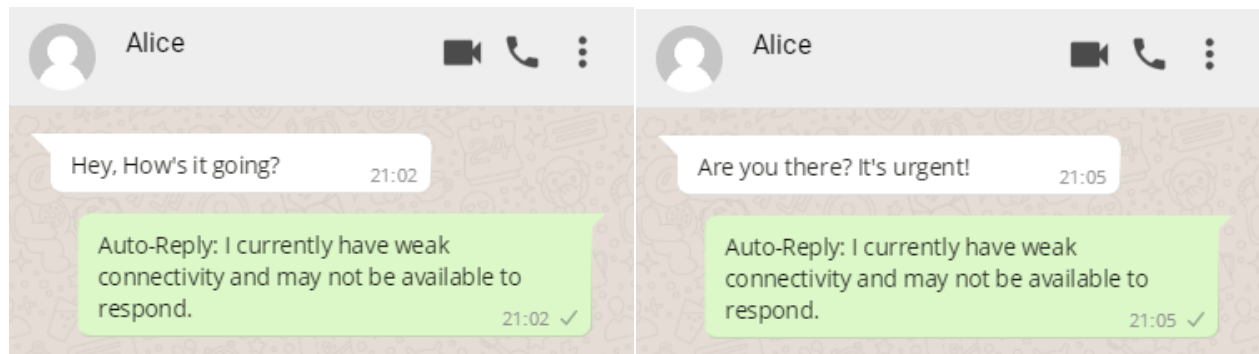 Alice
Hey, How's it going?
21:02
Auto-Reply: I currently have weak
connectivity and may not be available to
respond.
21:02
Alice
Are you there? It's urgent!
21:05
Auto-Reply: I currently have weak
connectivity and may not be available to
respond.
21:05